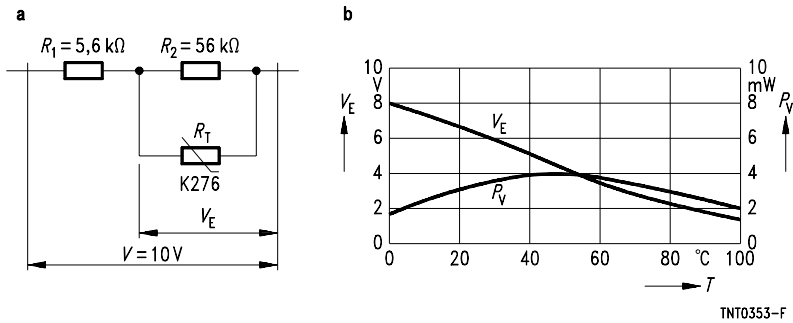 a
R1 = 5,6 kΩ
R2 = 56 kΩ
RT
K276
VE
V = 10 V
b
10
V
8
6
4
2
0
VE
VE
PV
10
mW
8
6
4
2
0
PV
0 20 40 60 80 °C 100
T
TNT0353-F